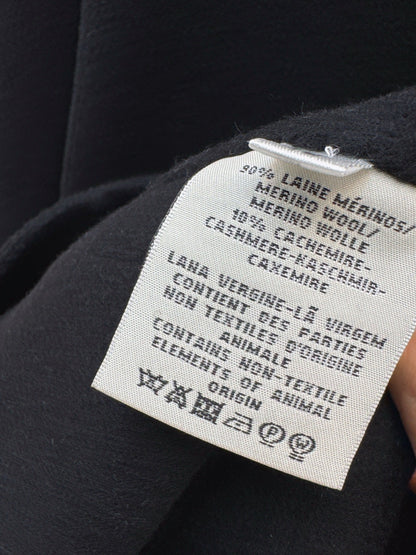 90% LAINE MÉRINOS/
MERINO WOOL/
MERINO WOLLE
10% CACHEMIRE-
CASHMERE-KASCHMIR-
CAXEMIRE
LANA VERGINE-LÃ VIRGEM
CONTIENT DES PARTIES
NON TEXTILES D'ORIGINE
ANIMALE
CONTAINS NON-TEXTILE
ELEMENTS OF ANIMAL
ORIGIN
P W